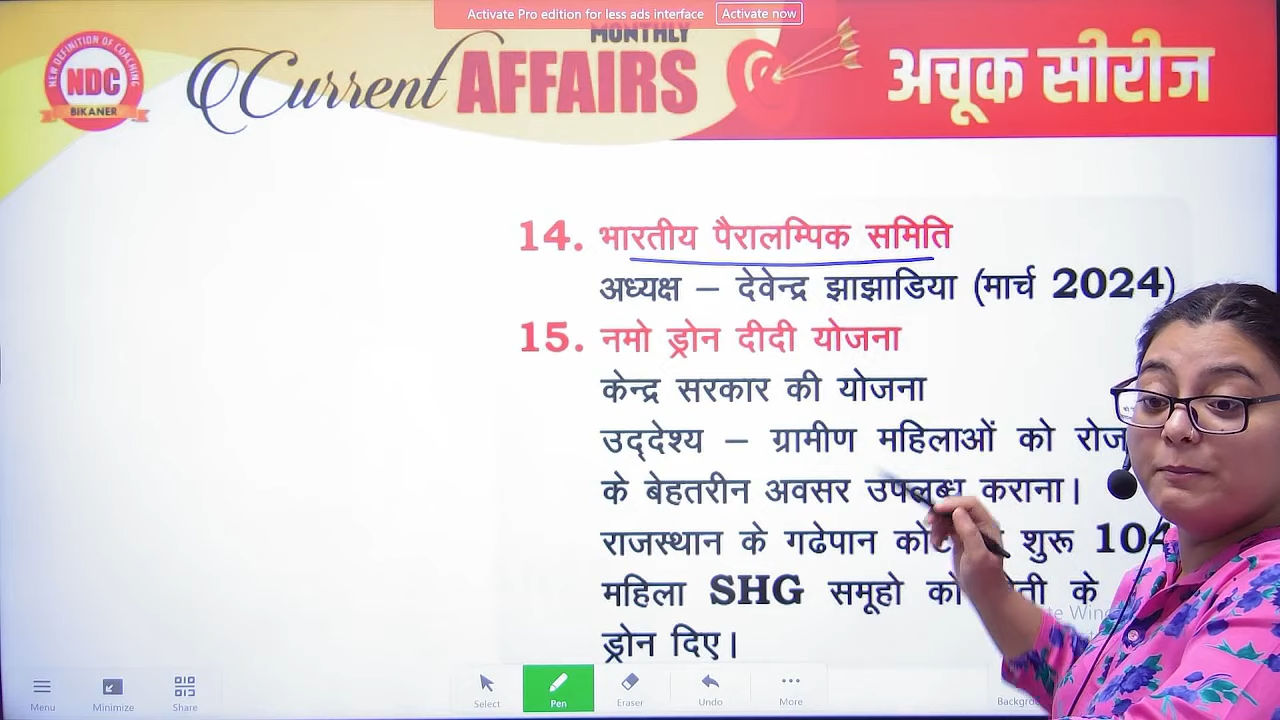 Activate Pro edition for less ads interface Activate now
NEW DEFINITION OF COACHING
NDC
BIKANER
MONTHLY
Current AFFAIRS
अचूक सीरीज
14. भारतीय पैरालम्पिक समिति
अध्यक्ष – देवेन्द्र झाझाडिया (मार्च 2024)
15. नमो ड्रोन दीदी योजना
केन्द्र सरकार की योजना
उद्देश्य – ग्रामीण महिलाओं को
के बेहतरीन अवसर उपलब्ध कराना।
राजस्थान के गढेपान शुरू
महिला SHG समूहो को के
ड्रोन दिए।
Menu Minimize Share Select Pen Eraser Undo More